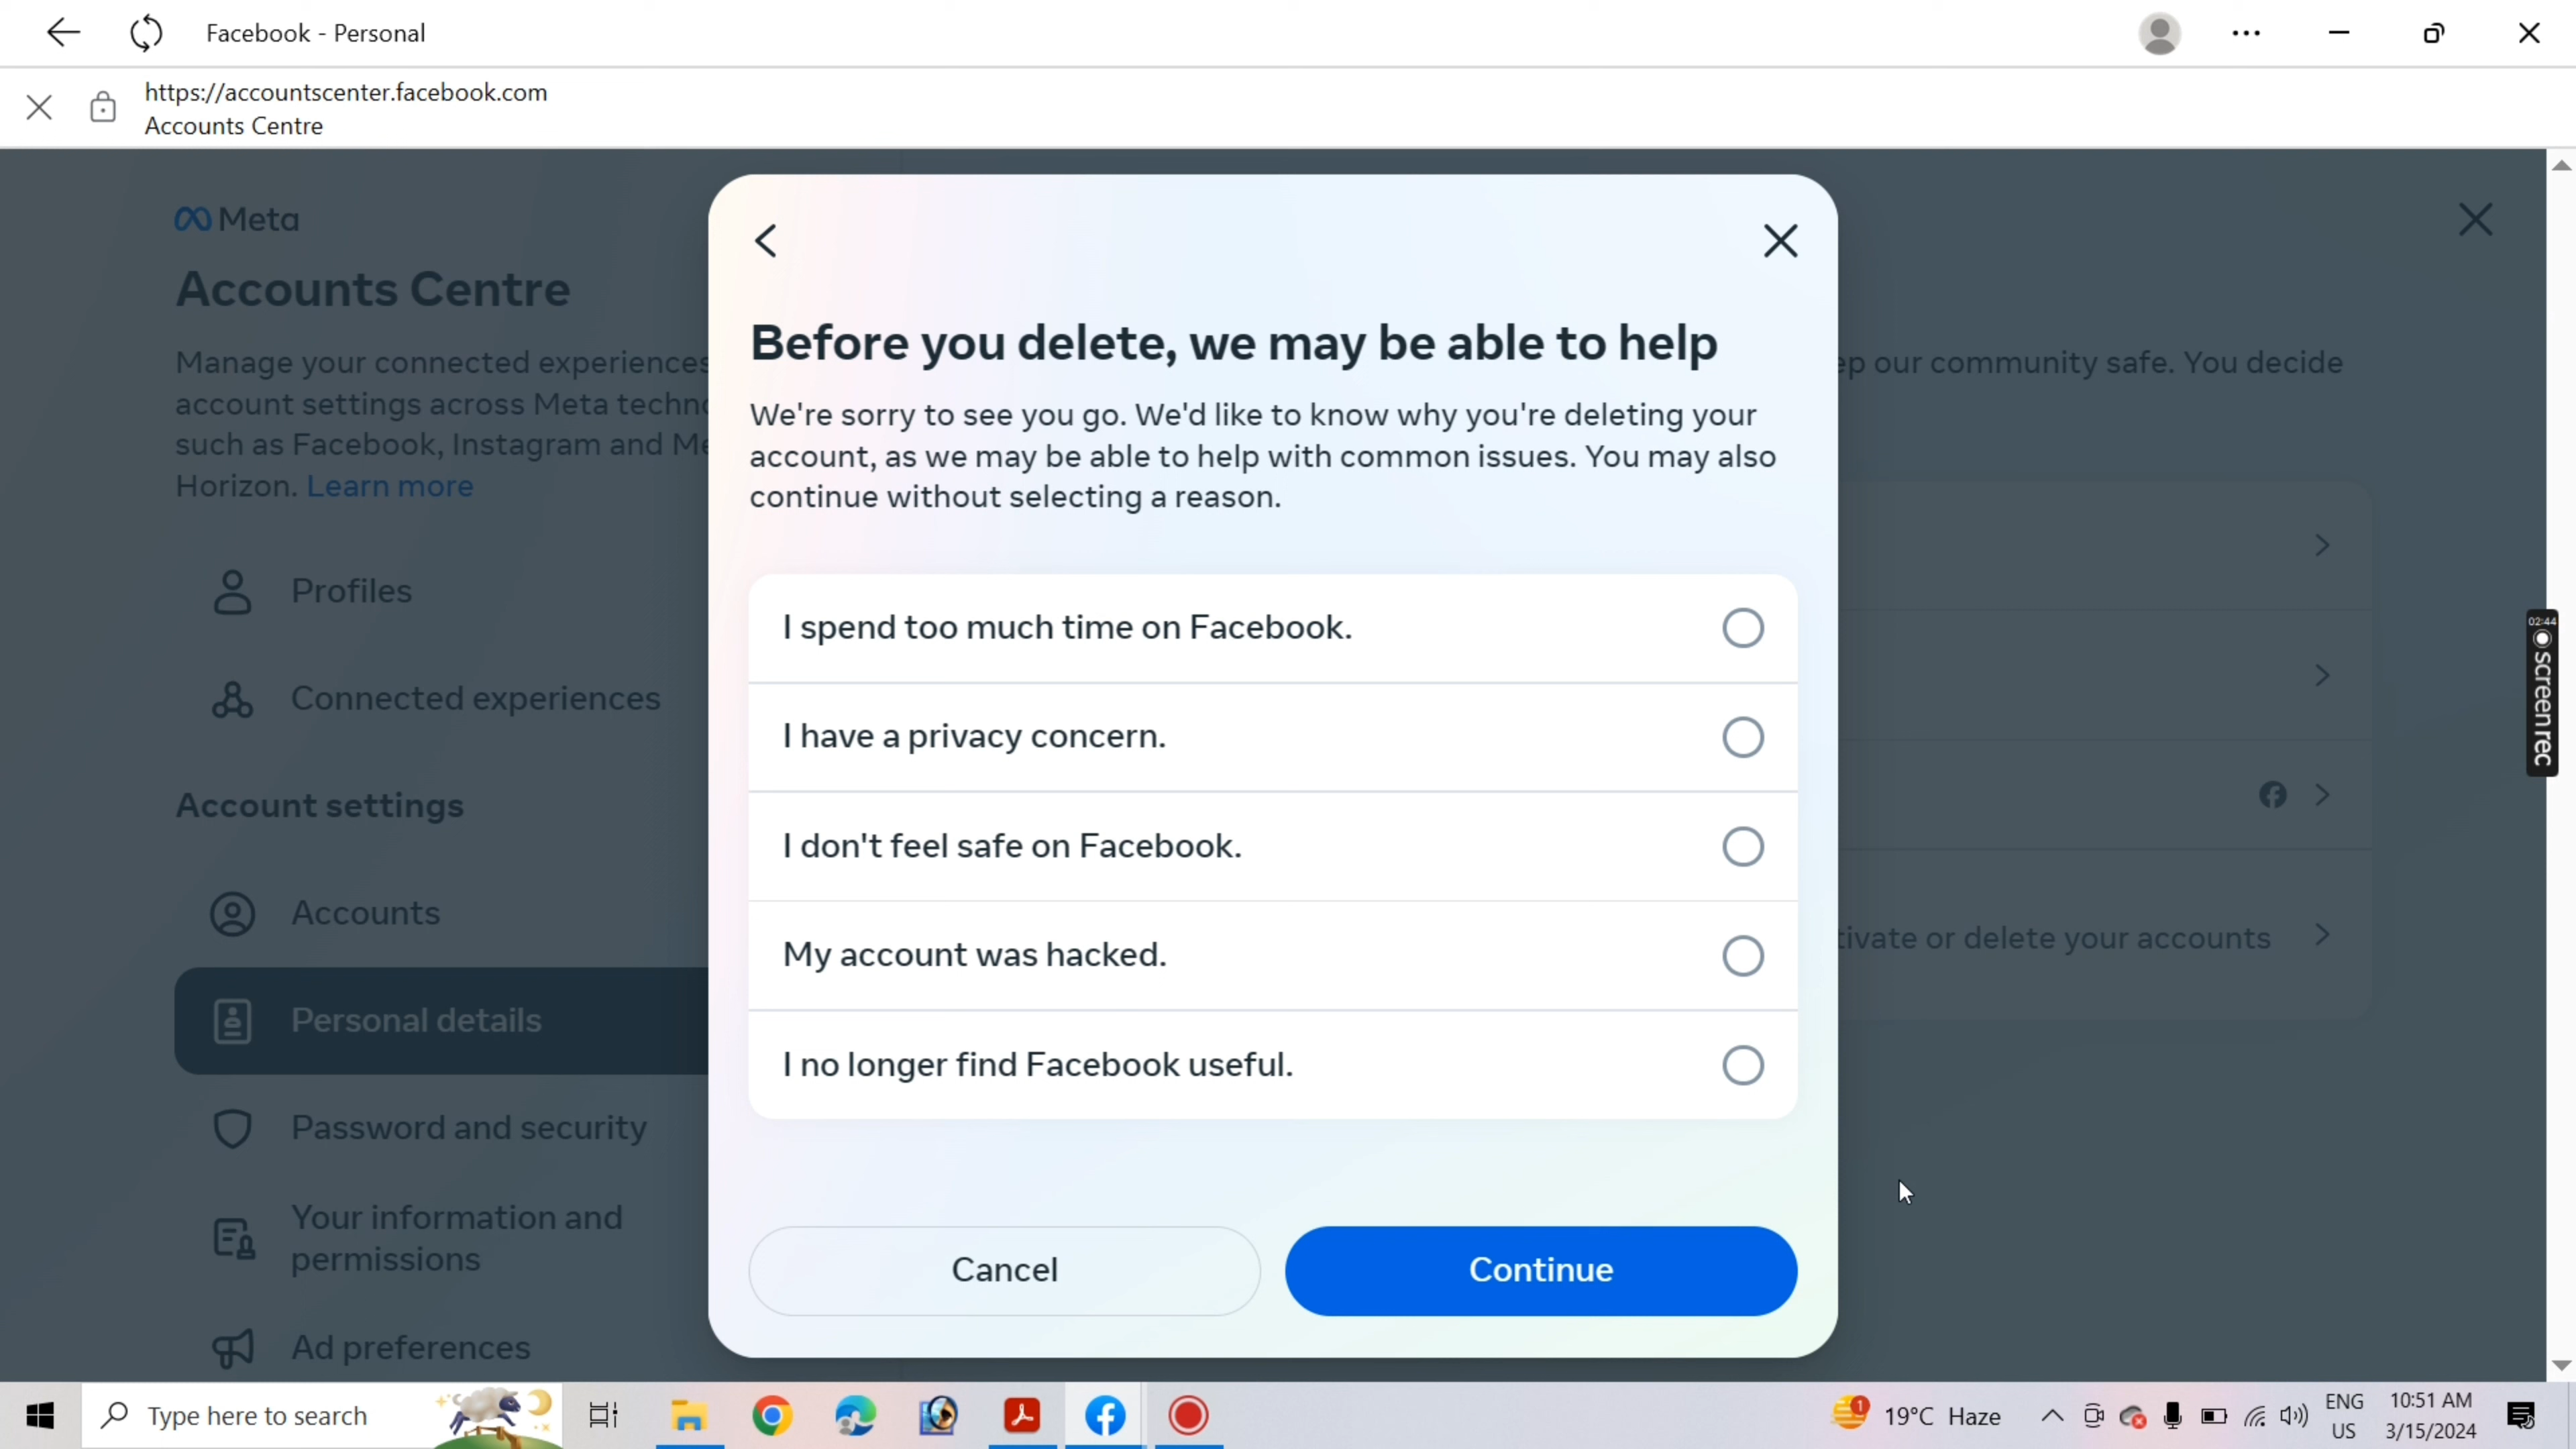 Facebook - Personal
https://accountscenter.facebook.com
Accounts Centre
Meta
Accounts Centre
Manage your connected experiences
account settings across Meta techno
such as Facebook, Instagram and Me
Horizon. Learn more
Profiles
Connected experiences
Account settings
Accounts
Personal details
Password and security
Your information and
permissions
Ad preferences
Before you delete, we may be able to help
We're sorry to see you go. We'd like to know why you're deleting your
account, as we may be able to help with common issues. You may also
continue without selecting a reason.
I spend too much time on Facebook.
I have a privacy concern.
I don't feel safe on Facebook.
My account was hacked.
I no longer find Facebook useful.
Cancel
Continue
ep our community safe. You decide
tivate or delete your accounts
02:44
screen rec
Type here to search
1
19°C Haze
ENG
US
10:51 AM
3/15/2024